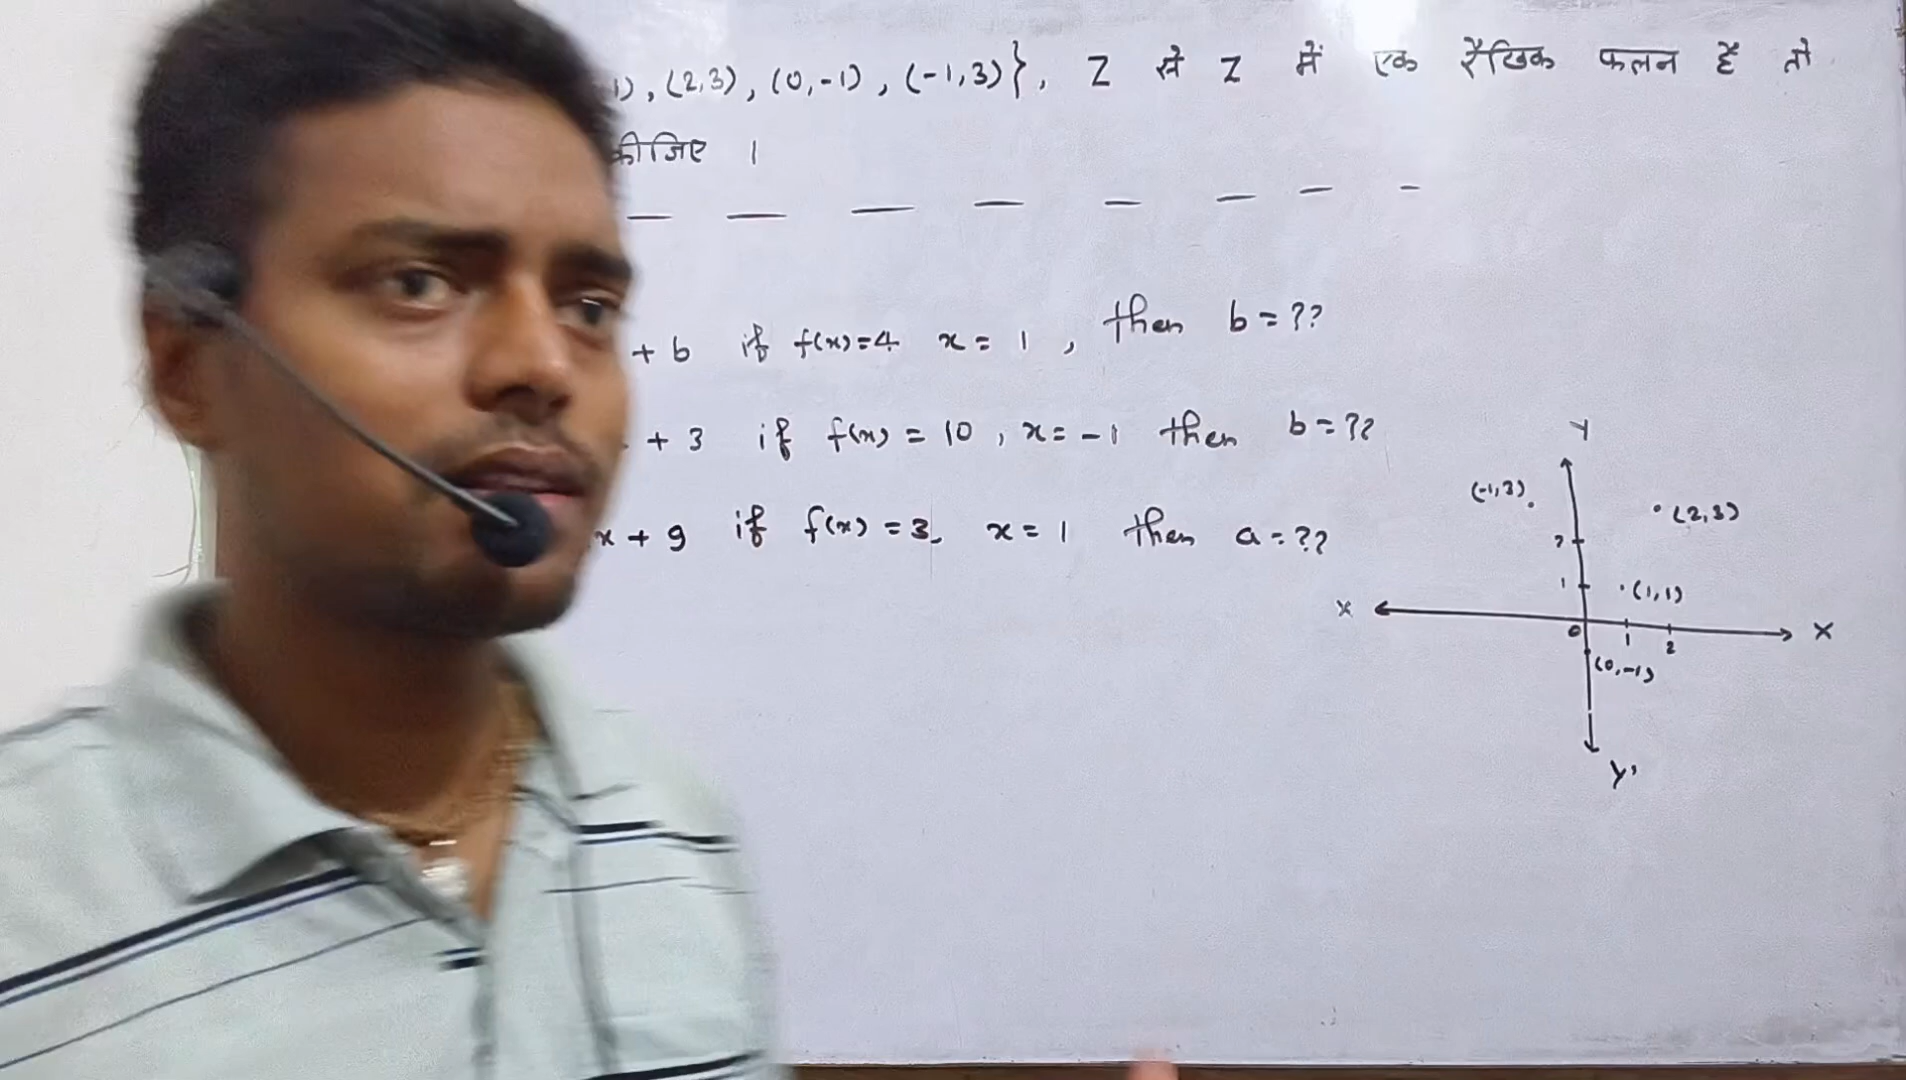 1), (2,3), (0,-1), (-1,3)}, Z से Z में एक रैखिक फलन है तो
कीजिए ।
+ b if f(x)=4 x = 1, then b = ??
+ 3 if f(x) = 10, x = -1 then b = ??
x + 9 if f(x) = 3 x = 1 then a = ??
Y
(-1,3)
(2,3)
2
1
(1,1)
X
0
1
2
X
(0,-1)
Y'